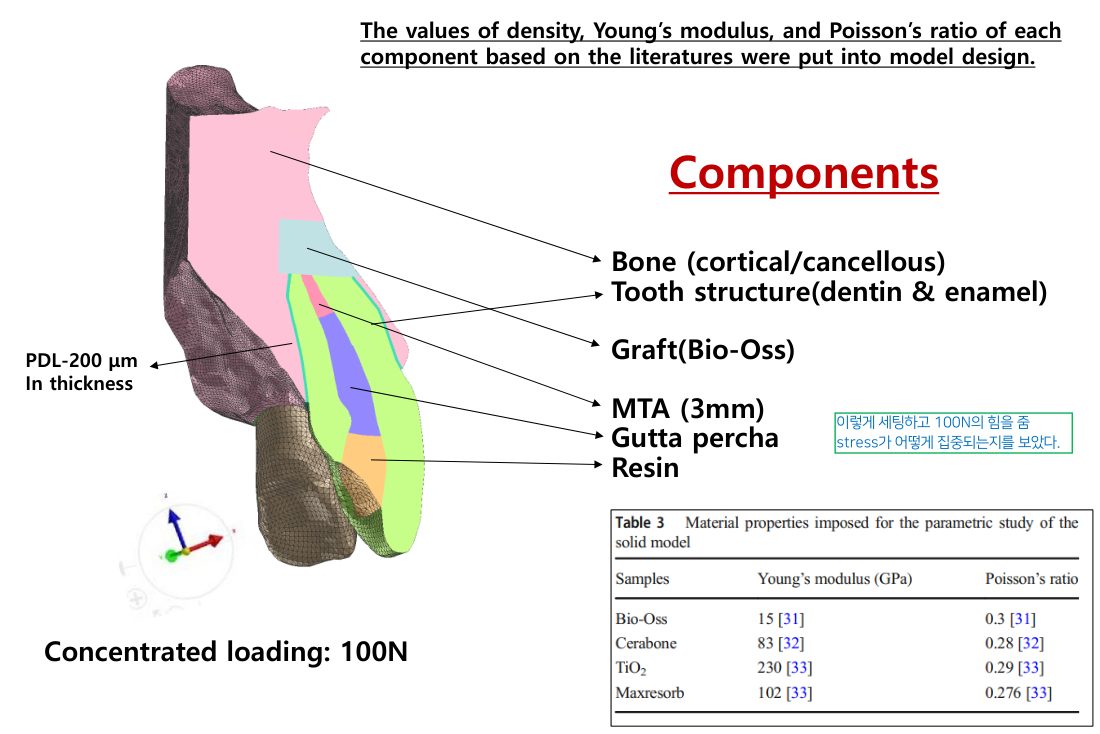 The values of density, Young's modulus, and Poisson's ratio of each
component based on the literatures were put into model design.
Components
Bone (cortical/cancellous)
Tooth structure(dentin & enamel)
Graft(Bio-Oss)
PDL-200 μm
In thickness
MTA (3mm)
Gutta percha
Resin
이렇게 세팅하고 100N의 힘을 줌
stress가 어떻게 집중되는지를 보았다.
Table 3 Material properties imposed for the parametric study of the
solid model
Samples Young's modulus (GPa) Poisson's ratio
Bio-Oss 15 [31] 0.3 [31]
Cerabone 83 [32] 0.28 [32]
TiO₂ 230 [33] 0.29 [33]
Maxresorb 102 [33] 0.276 [33]
Concentrated loading: 100N